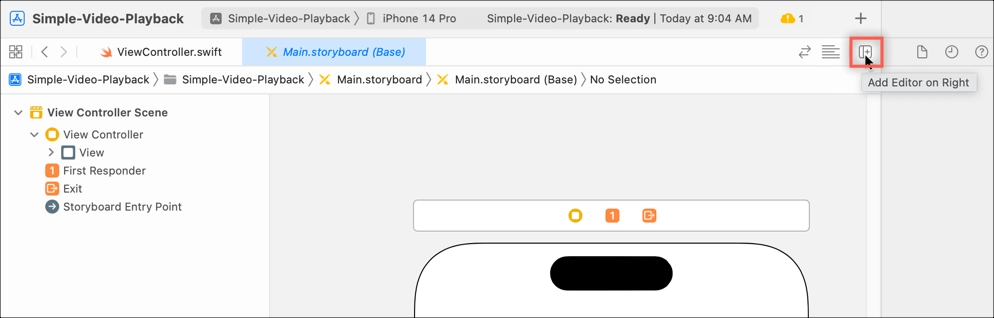 Simple-Video-Playback
Simple-Video-Playback
iPhone 14 Pro
Simple-Video-Playback: Ready | Today at 9:04 AM
1
ViewController.swift
Main.storyboard (Base)
Simple-Video-Playback
Simple-Video-Playback
Main.storyboard
Main.storyboard (Base)
No Selection
Add Editor on Right
View Controller Scene
View Controller
View
1 First Responder
Exit
Storyboard Entry Point
1